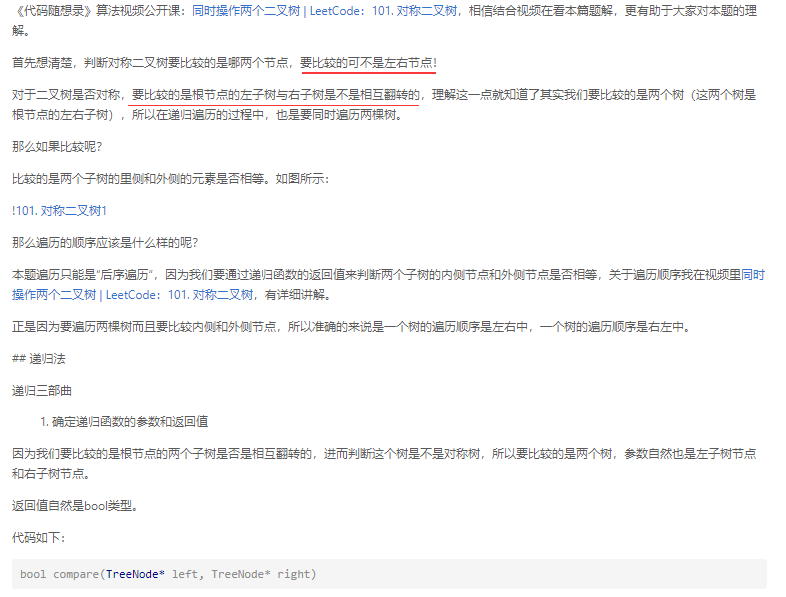 《代码随想录》算法视频公开课：同时操作两个二叉树 | LeetCode：101. 对称二叉树，相信结合视频在看本篇题解，更有助于大家对本题的理
解。
首先想清楚，判断对称二叉树要比较的是哪两个节点，要比较的可不是左右节点！
对于二叉树是否对称，要比较的是根节点的左子树与右子树是不是相互翻转的，理解这一点就知道了其实我们要比较的是两个树（这两个树是
根节点的左右子树），所以在递归遍历的过程中，也是要同时遍历两棵树。
那么如果比较呢？
比较的是两个子树的里侧和外侧的元素是否相等。如图所示：
!101. 对称二叉树1
那么遍历的顺序应该是什么样的呢？
本题遍历只能是“后序遍历”，因为我们要通过递归函数的返回值来判断两个子树的内侧节点和外侧节点是否相等，关于遍历顺序我在视频里同时
操作两个二叉树 | LeetCode：101. 对称二叉树，有详细讲解。
正是因为要遍历两棵树而且要比较内侧和外侧节点，所以准确的来说是一个树的遍历顺序是左右中，一个树的遍历顺序是右左中。
## 递归法
递归三部曲
1. 确定递归函数的参数和返回值
因为我们要比较的是根节点的两个子树是否是相互翻转的，进而判断这个树是不是对称树，所以要比较的是两个树，参数自然也是左子树节点
和右子树节点。
返回值自然是bool类型。
代码如下：
bool compare(TreeNode* left, TreeNode* right)